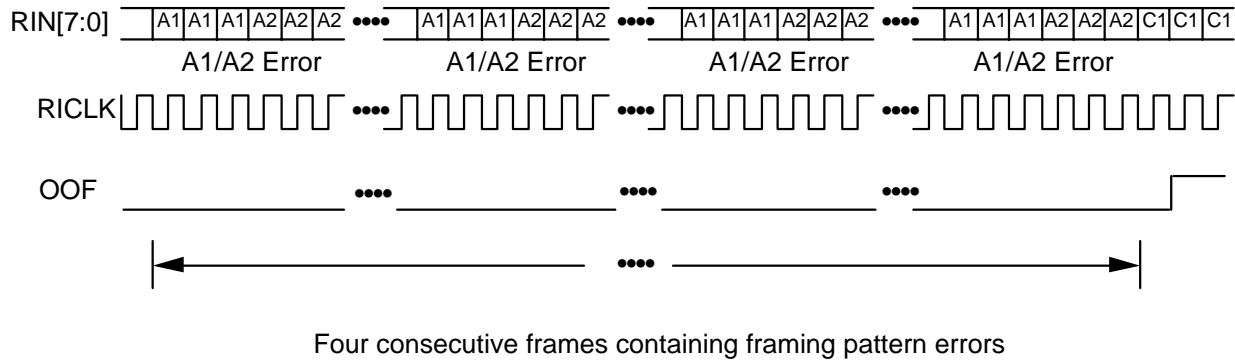 RIN[7:0] A1 A1 A1 A2 A2 A2 A1 A1 A1 A2 A2 A2 A1 A1 A1 A2 A2 A2 A1 A1 A1 A2 A2 A2 C1 C1 C1
A1/A2 Error A1/A2 Error A1/A2 Error A1/A2 Error
RICLK
OOF
Four consecutive frames containing framing pattern errors